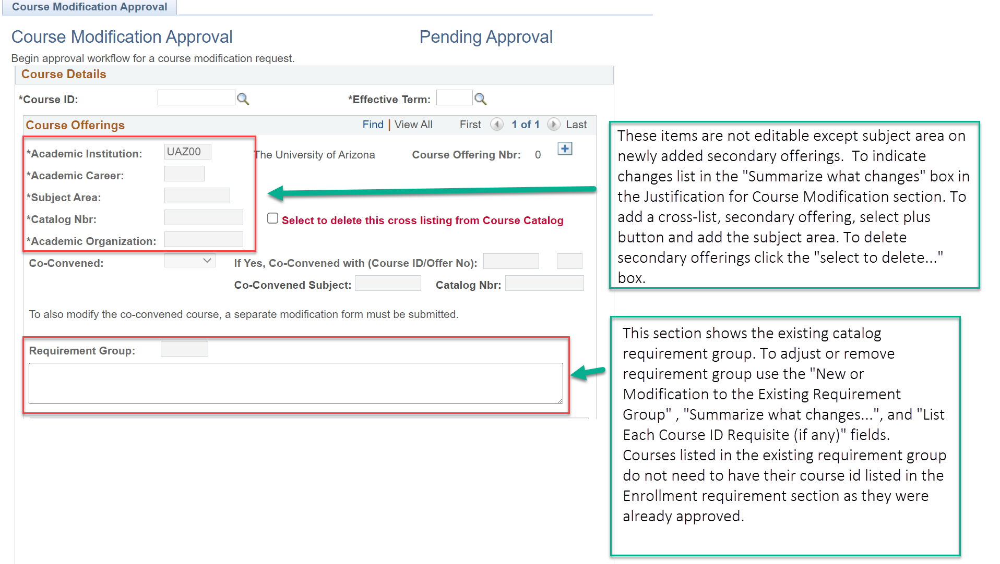 Course Modification Approval
Course Modification Approval Pending Approval
Begin approval workflow for a course modification request.
Course Details
*Course ID: *Effective Term:
Course Offerings Find | View All First 1 of 1 Last
*Academic Institution: UAZ00 The University of Arizona Course Offering Nbr: 0
*Academic Career:
*Subject Area:
*Catalog Nbr: Select to delete this cross listing from Course Catalog
*Academic Organization:
Co-Convened: If Yes, Co-Convened with (Course ID/Offer No):
Co-Convened Subject: Catalog Nbr:
To also modify the co-convened course, a separate modification form must be submitted.
Requirement Group:
These items are not editable except subject area on
newly added secondary offerings.  To indicate
changes list in the "Summarize what changes" box in
the Justification for Course Modification section. To
add a cross-list, secondary offering, select plus
button and add the subject area. To delete
secondary offerings click the "select to delete..."
box.
This section shows the existing catalog
requirement group. To adjust or remove
requirement group use the "New or
Modification to the Existing Requirement
Group" , "Summarize what changes...", and "List
Each Course ID Requisite (if any)" fields.
Courses listed in the existing requirement group
do not need to have their course id listed in the
Enrollment requirement section as they were
already approved.